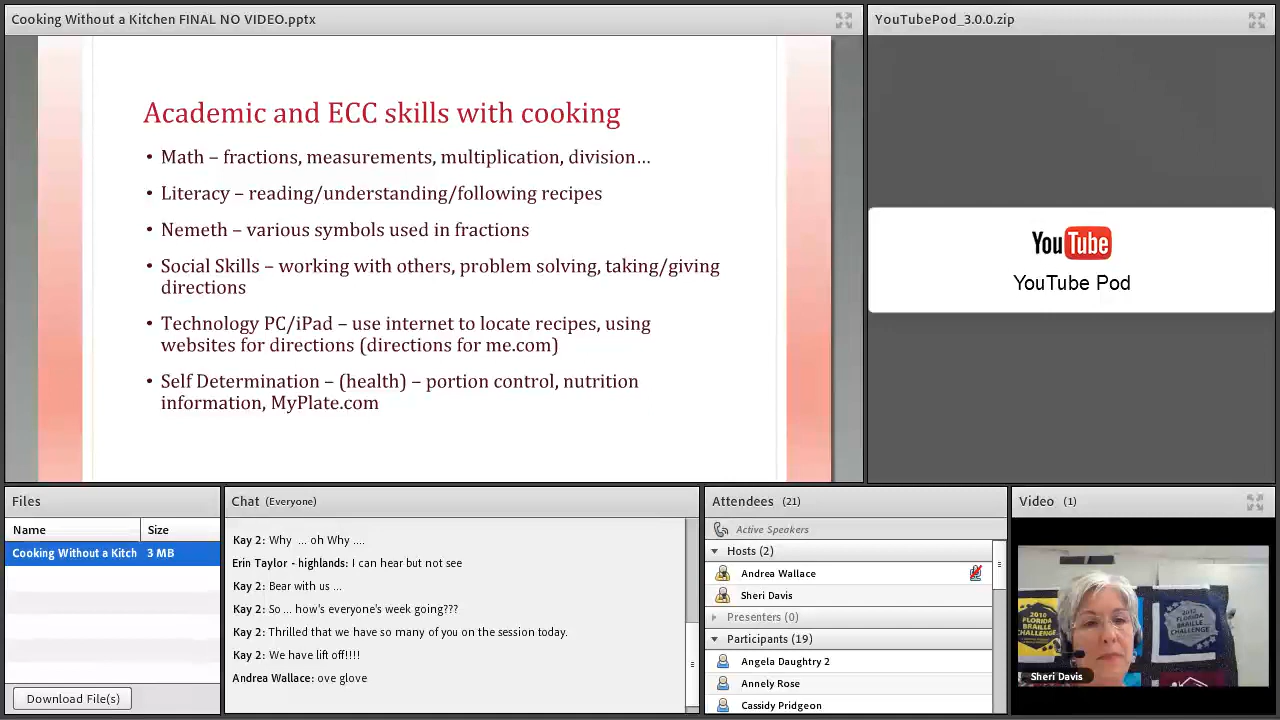 Cooking Without a Kitchen FINAL NO VIDEO.pptx
Academic and ECC skills with cooking
• Math – fractions, measurements, multiplication, division…
• Literacy – reading/understanding/following recipes
• Nemeth – various symbols used in fractions
• Social Skills – working with others, problem solving, taking/giving
directions
• Technology PC/iPad – use internet to locate recipes, using
websites for directions (directions for me.com)
• Self Determination – (health) – portion control, nutrition
information, MyPlate.com
YouTubePod_3.0.0.zip
YouTube
YouTube Pod
Files
Name Size
Cooking Without a Kitch 3 MB
Download File(s)
Chat (Everyone)
Kay 2: Why ... oh Why ....
Erin Taylor - highlands: I can hear but not see
Kay 2: Bear with us ...
Kay 2: So ... how's everyone's week going???
Kay 2: Thrilled that we have so many of you on the session today.
Kay 2: We have lift off!!!!
Andrea Wallace: ove glove
Attendees (21)
Active Speakers
Hosts (2)
Andrea Wallace
Sheri Davis
Presenters (0)
Participants (19)
Angela Daughtry 2
Annely Rose
Cassidy Pridgeon
Video (1)
2010
FLORIDA
BRAILLE
CHALLENGE
2012
FLORIDA
BRAILLE
CHALLENGE
Sheri Davis